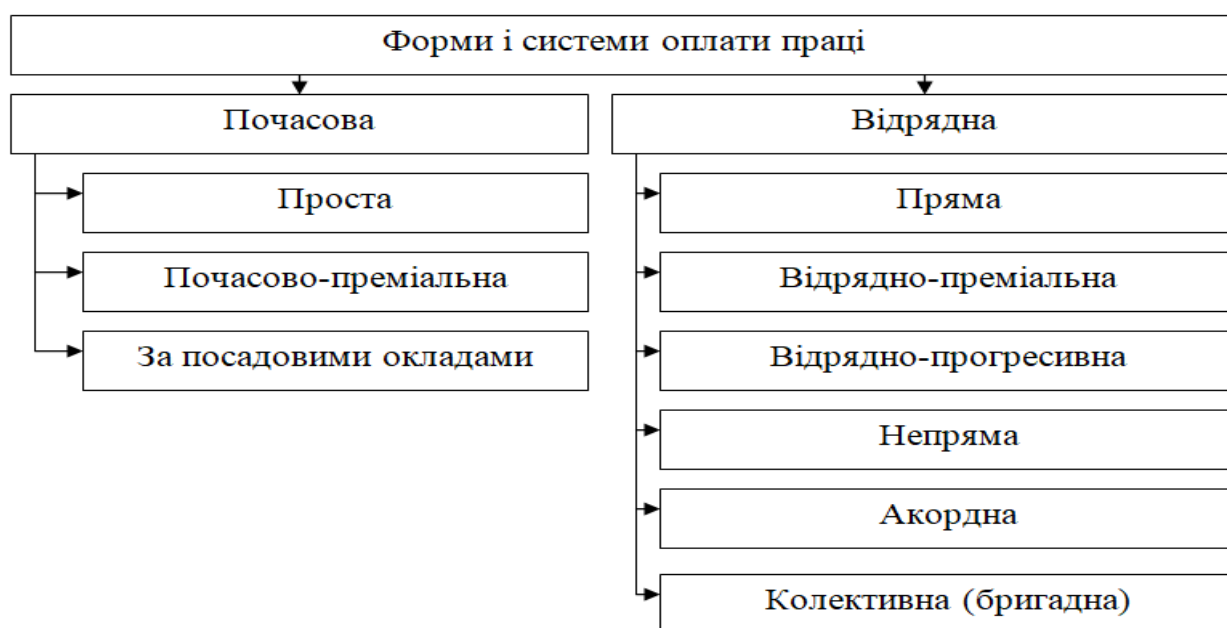 Форми і системи оплати праці
Почасова
Проста
Почасово-преміальна
За посадовими окладами
Відрядна
Пряма
Відрядно-преміальна
Відрядно-прогресивна
Непряма
Акордна
Колективна (бригадна)